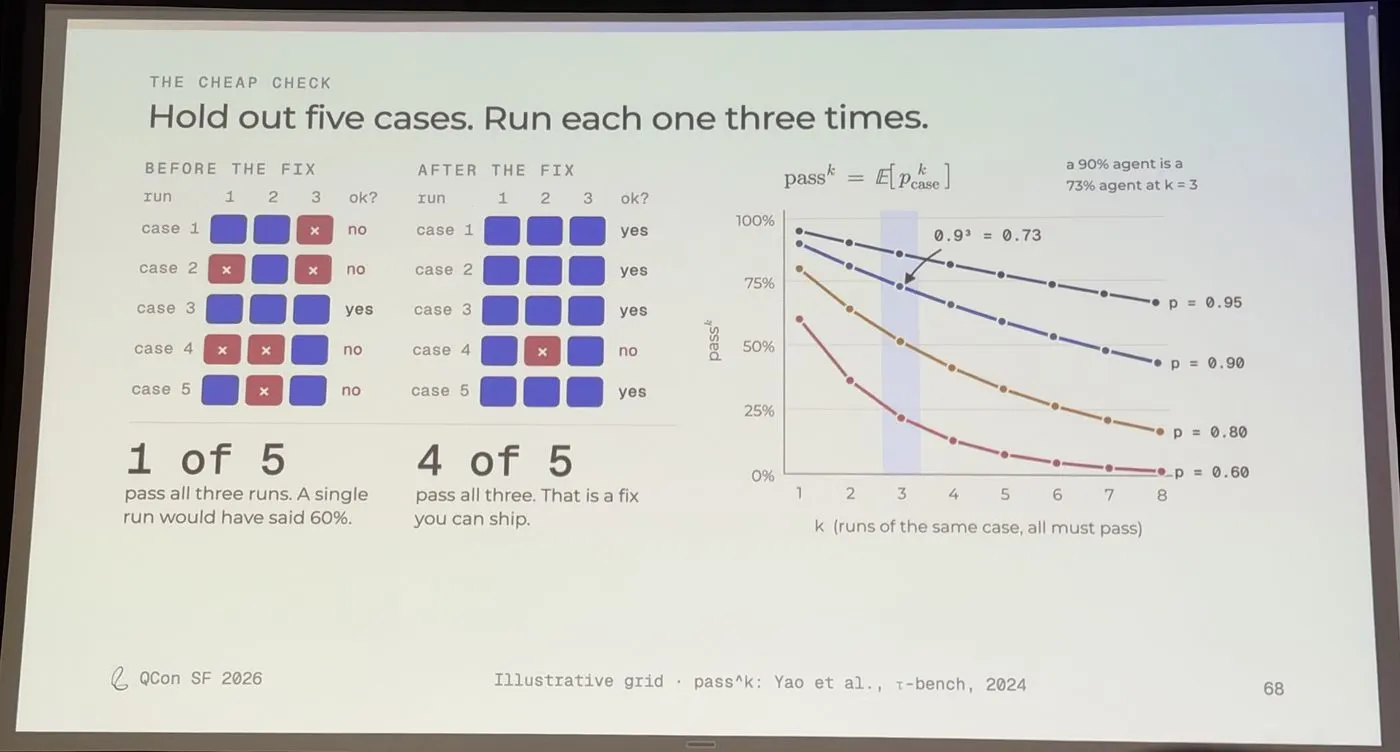 THE CHEAP CHECK
Hold out five cases. Run each one three times.
BEFORE THE FIX
run 1 2 3 ok?
case 1 × no
case 2 × × no
case 3 yes
case 4 × × no
case 5 × no
1 of 5
pass all three runs. A single
run would have said 60%.
AFTER THE FIX
run 1 2 3 ok?
case 1 yes
case 2 yes
case 3 yes
case 4 × no
case 5 yes
4 of 5
pass all three. That is a fix
you can ship.
pass^k = 𝔼[p_case^k]
a 90% agent is a
73% agent at k = 3
100%
75%
50%
25%
0%
pass^k
0.9³ = 0.73
p = 0.95
p = 0.90
p = 0.80
p = 0.60
1 2 3 4 5 6 7 8
k (runs of the same case, all must pass)
QCon SF 2026
Illustrative grid · pass^k: Yao et al., τ-bench, 2024
68